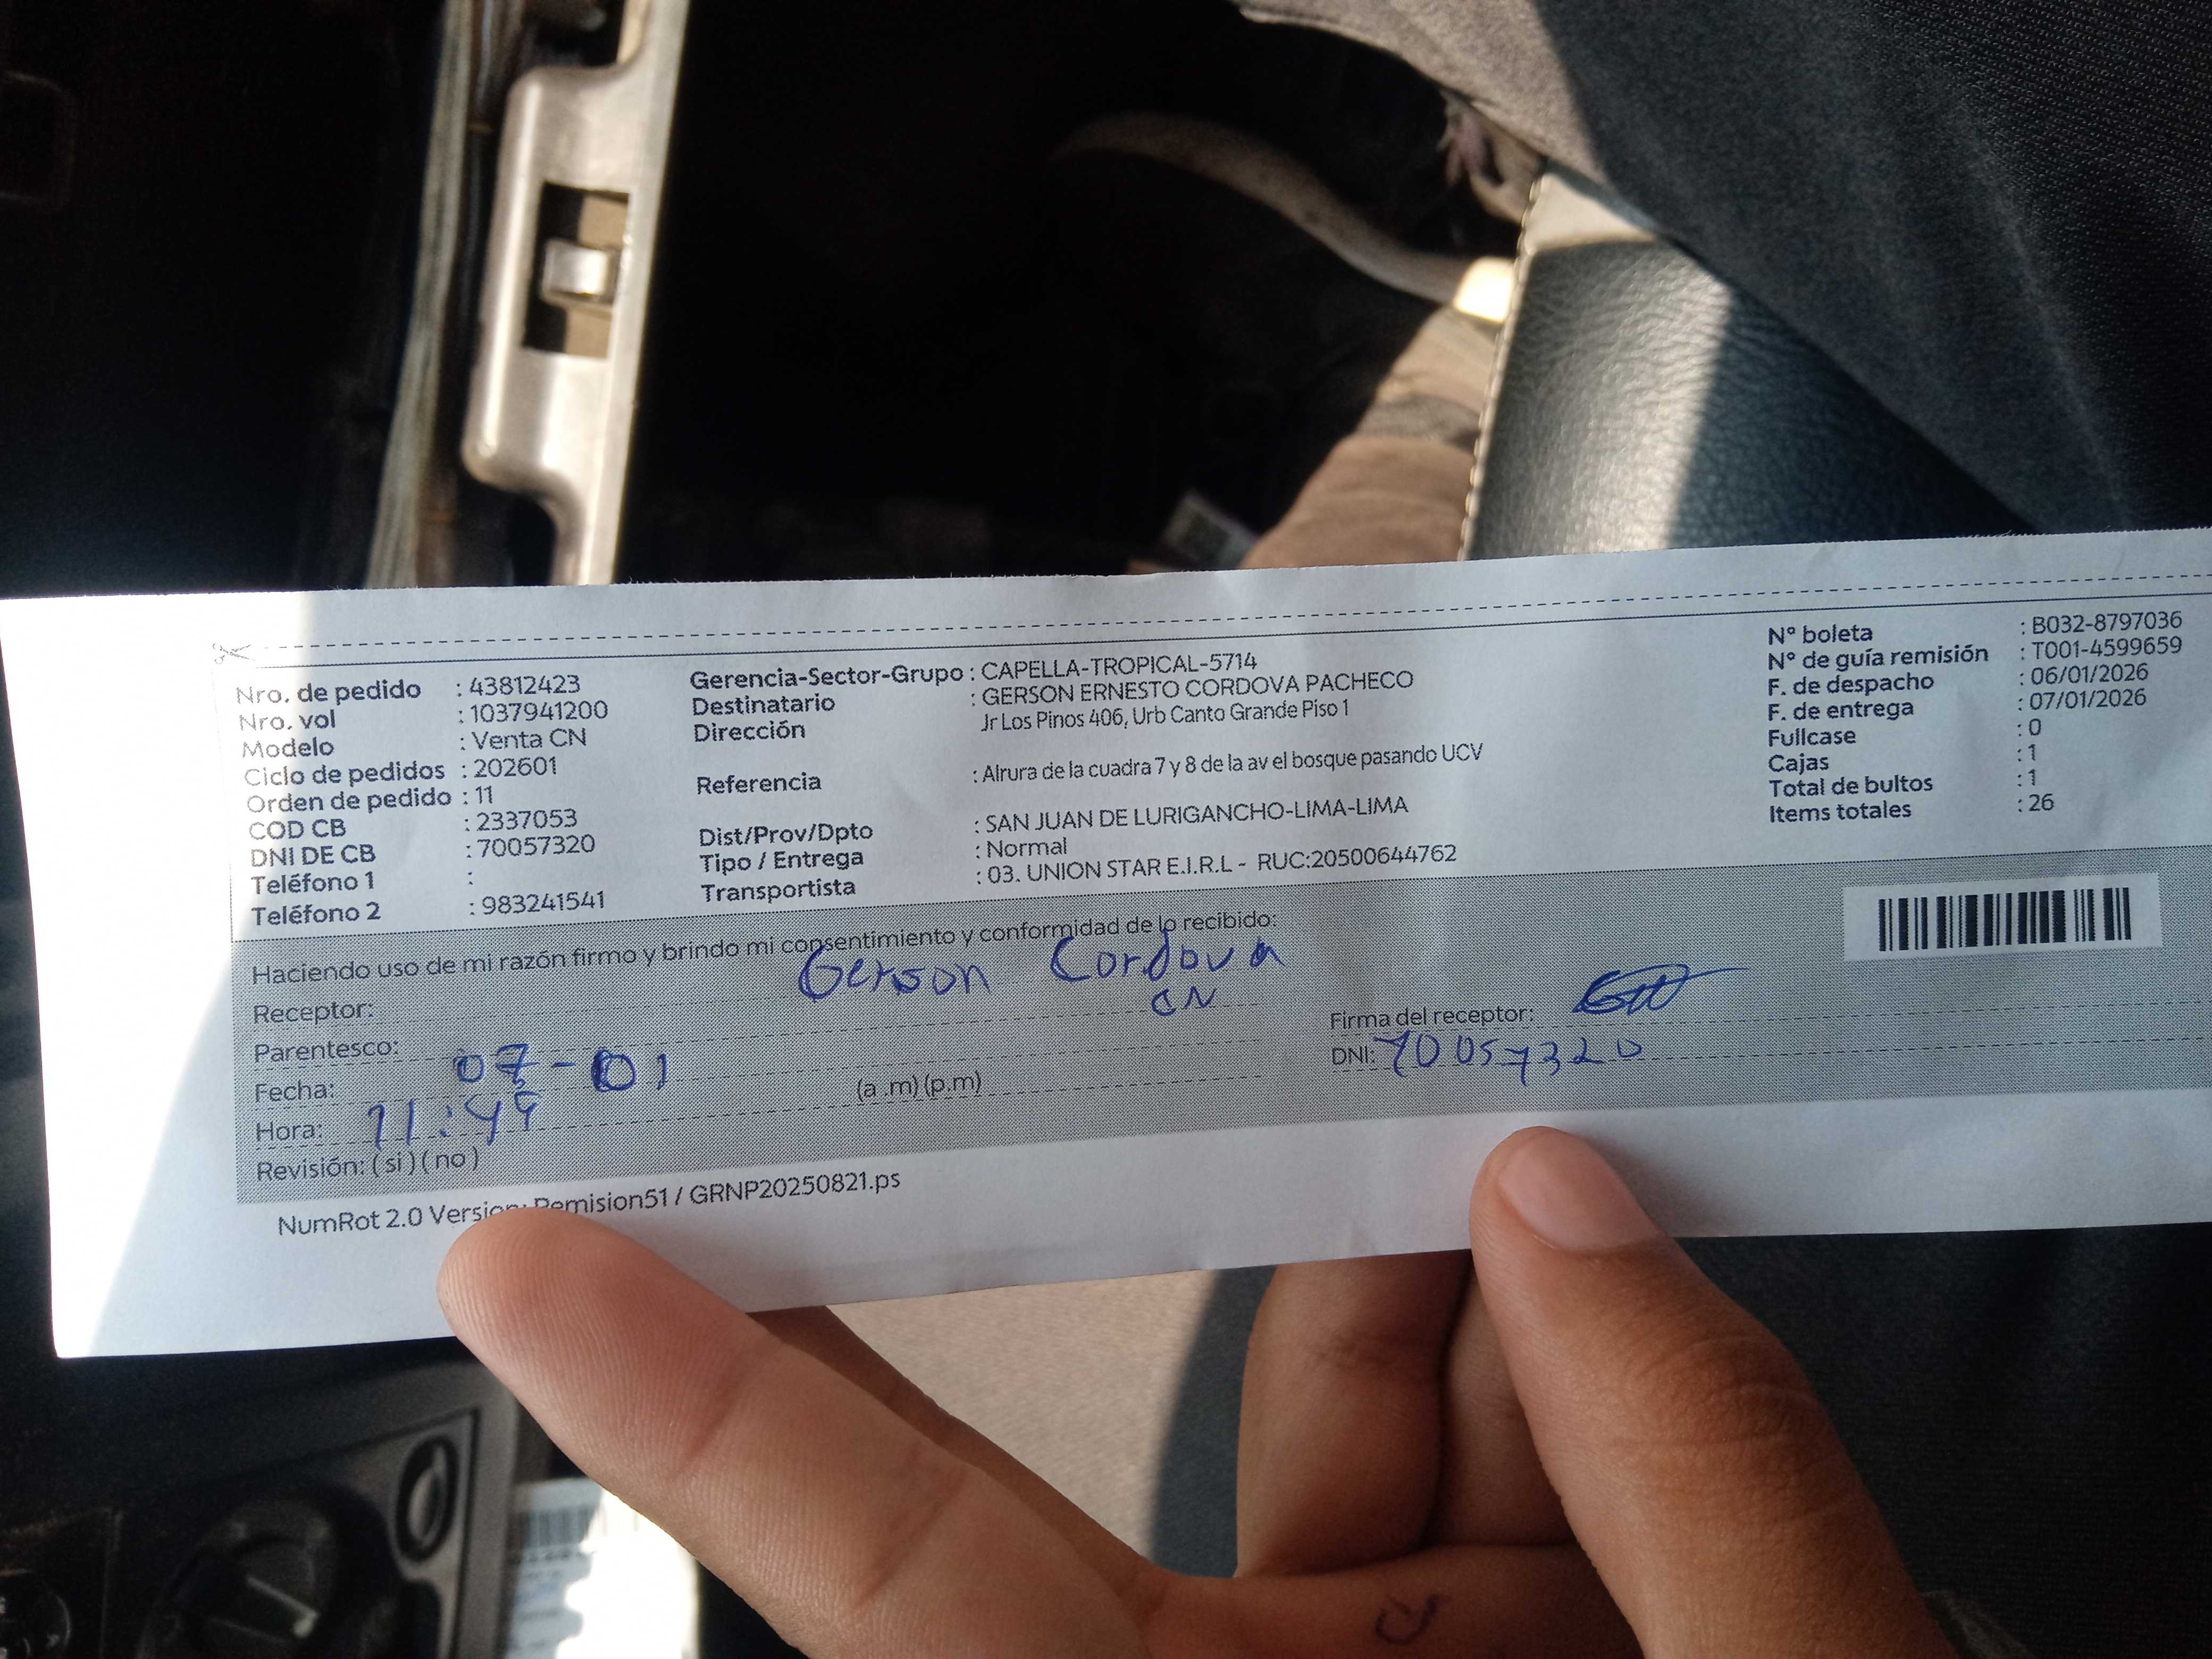 Nro. de pedido : 43812423
Nro. vol : 1037941200
Modelo : Venta CN
Ciclo de pedidos : 202601
Orden de pedido : 11
COD CB : 2337053
DNI DE CB : 70057320
Teléfono 1 :
Teléfono 2 : 983241541
Gerencia-Sector-Grupo : CAPELLA-TROPICAL-5714
Destinatario : GERSON ERNESTO CORDOVA PACHECO
Dirección Jr Los Pinos 406, Urb Canto Grande Piso 1
Referencia : Alrura de la cuadra 7 y 8 de la av el bosque pasando UCV
Dist/Prov/Dpto : SAN JUAN DE LURIGANCHO-LIMA-LIMA
Tipo / Entrega : Normal
Transportista : 03. UNION STAR E.I.R.L - RUC:20500644762
N° boleta : B032-8797036
N° de guía remisión : T001-4599659
F. de despacho : 06/01/2026
F. de entrega : 07/01/2026
Fullcase : 0
Cajas : 1
Total de bultos : 1
Items totales : 26
Haciendo uso de mi razón firmo y brindo mi consentimiento y conformidad de lo recibido:
Receptor: Gerson Cordova
Parentesco: CN
Fecha: 07-01
Hora: 11: (a .m) (p.m)
Revisión: ( si ) ( no )
Firma del receptor:
DNI: 70057320
NumRot 2.0 Version: Remision51 / GRNP20250821.ps